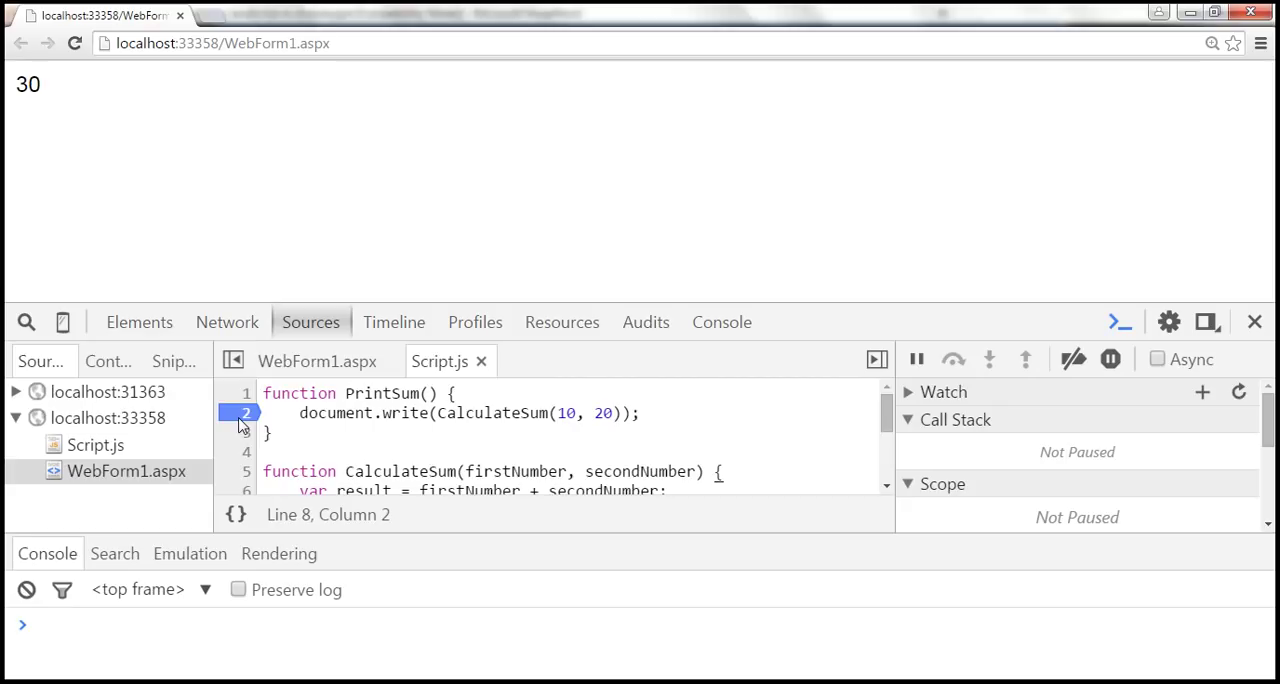 localhost:33358/WebForm
localhost:33358/WebForm1.aspx
30
Elements Network Sources Timeline Profiles Resources Audits Console
Sour... Cont... Snip... WebForm1.aspx Script.js Async
localhost:31363
localhost:33358
Script.js
WebForm1.aspx
1 function PrintSum() {
2 document.write(CalculateSum(10, 20));
3 }
4
5 function CalculateSum(firstNumber, secondNumber) {
6 var result = firstNumber + secondNumber;
{} Line 8, Column 2
Watch
Call Stack
Not Paused
Scope
Not Paused
Console Search Emulation Rendering
<top frame> Preserve log
>